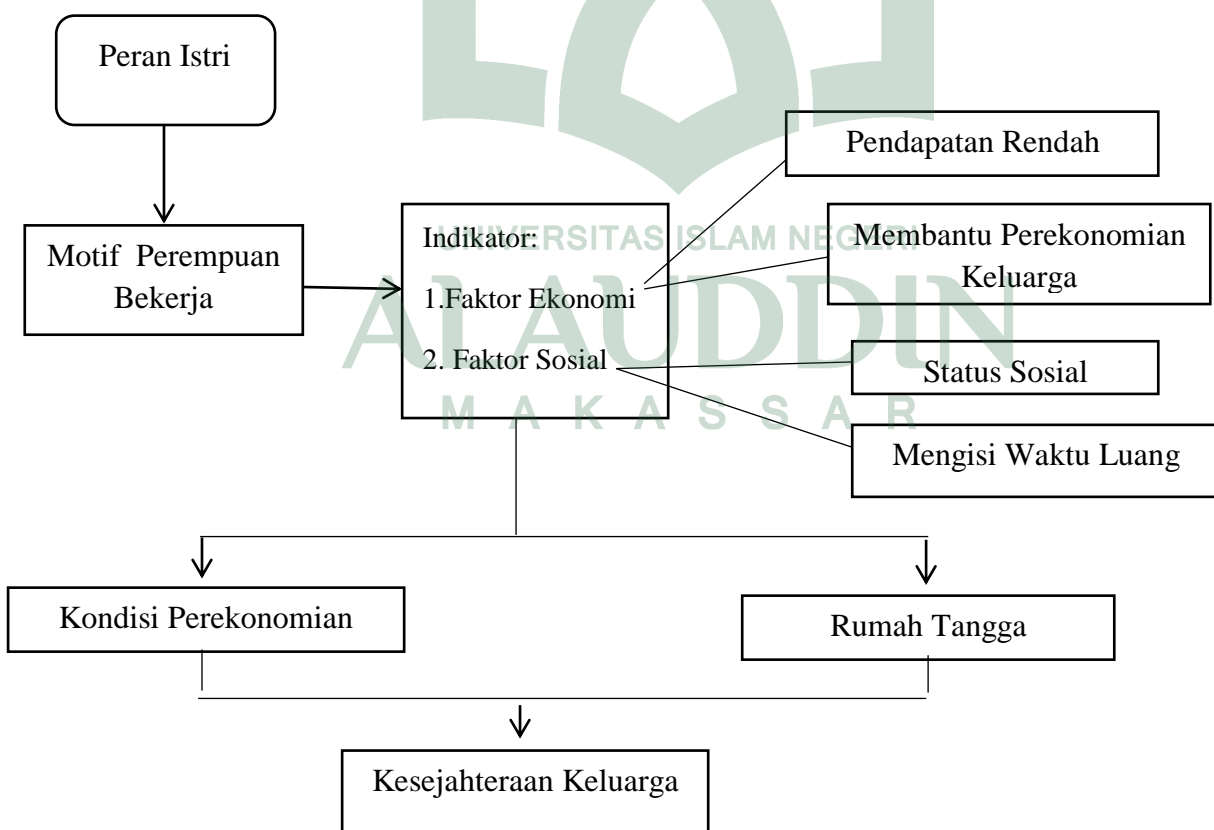 Peran Istri
Pendapatan Rendah
Motif Perempuan
Bekerja
Indikator:
1.Faktor Ekonomi
2. Faktor Sosial
Membantu Perekonomian
Keluarga
Status Sosial
Mengisi Waktu Luang
UNIVERSITAS ISLAM NEGERI
ALAUDDIN
MAKASSAR
Kondisi Perekonomian
Rumah Tangga
Kesejahteraan Keluarga